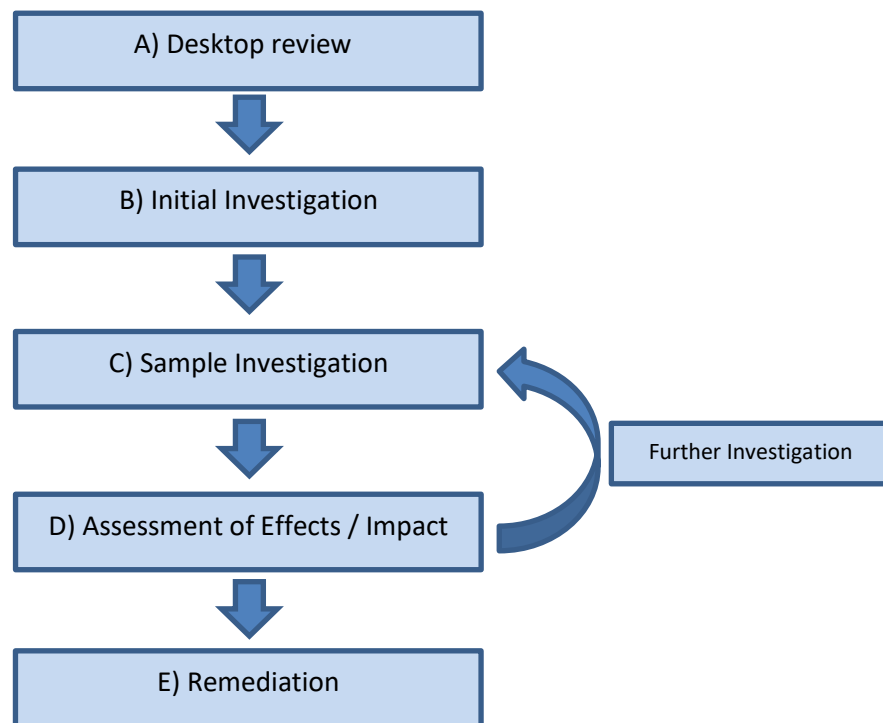 A) Desktop review
B) Initial Investigation
C) Sample Investigation
Further Investigation
D) Assessment of Effects / Impact
E) Remediation